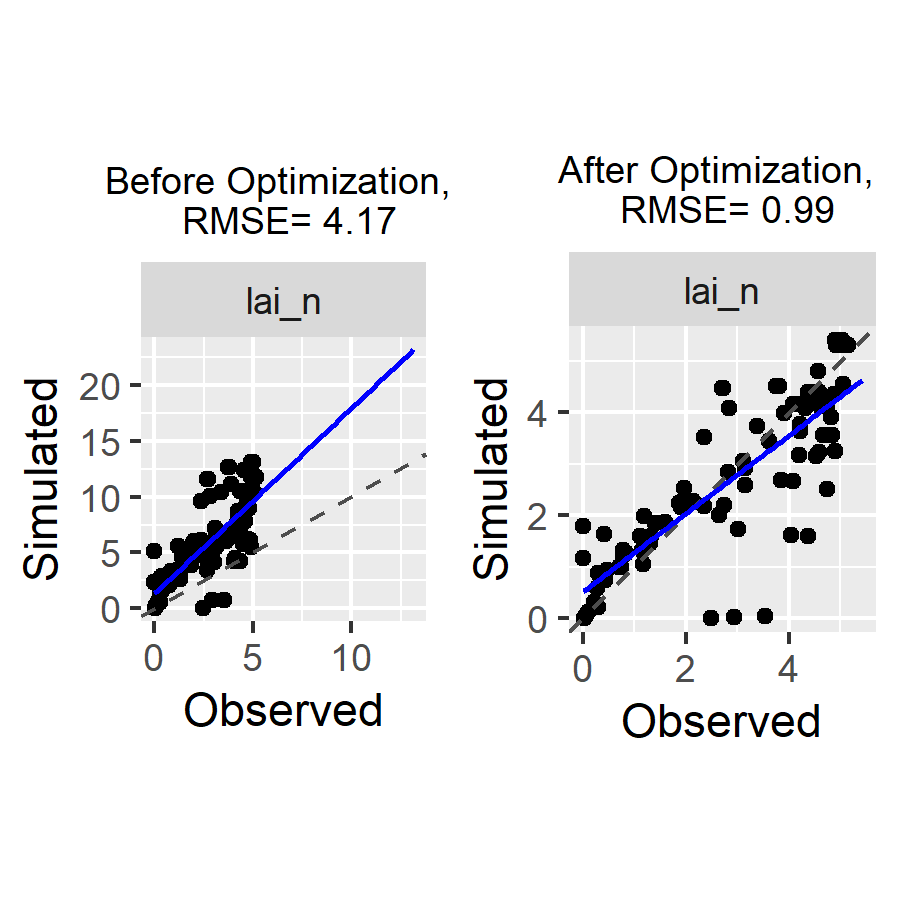 Before Optimization,
RMSE= 4.17
lai_n
Simulated
20
15
10
5
0
0 5 10
Observed
After Optimization,
RMSE= 0.99
lai_n
Simulated
4
2
0
0 2 4
Observed